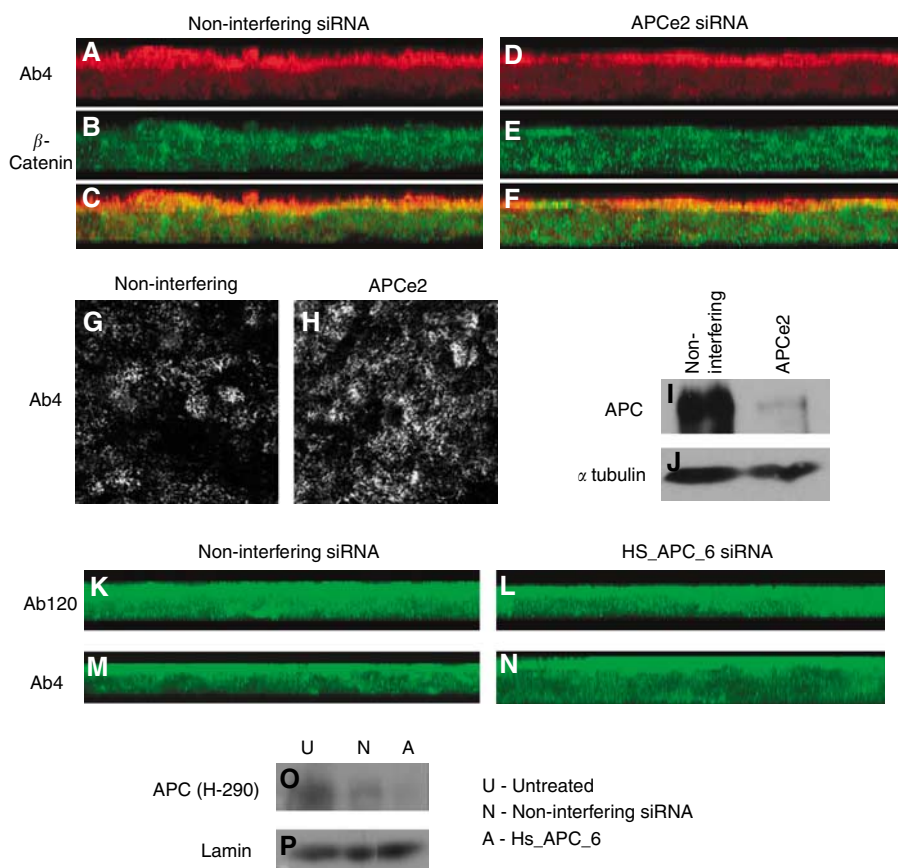 Non-interfering siRNA
APCe2 siRNA
Ab4
A
D
β-
Catenin
B
E
C
F
Non-interfering
APCe2
Ab4
G
H
Non-
interfering
APCe2
APC
I
α tubulin
J
Non-interfering siRNA
HS_APC_6 siRNA
Ab120
K
L
Ab4
M
N
U N A
APC (H-290)
O
Lamin
P
U - Untreated
N - Non-interfering siRNA
A - Hs_APC_6